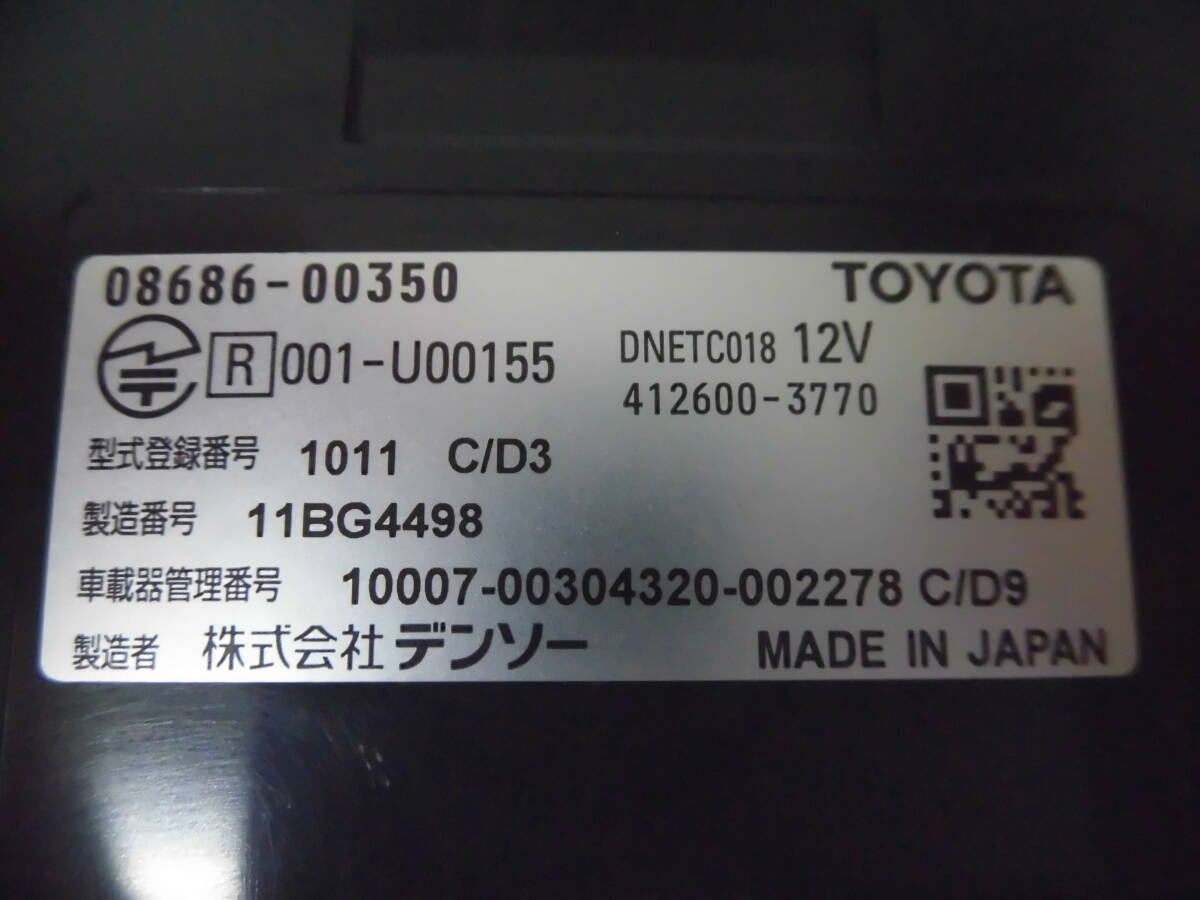 08686-00350 TOYOTA
R 001-U00155 DNETC018 12V
412600-3770
型式登録番号 1011 C/D3
製造番号 11BG4498
車載器管理番号 10007-00304320-002278 C/D9
製造者 株式会社 デンソー MADE IN JAPAN